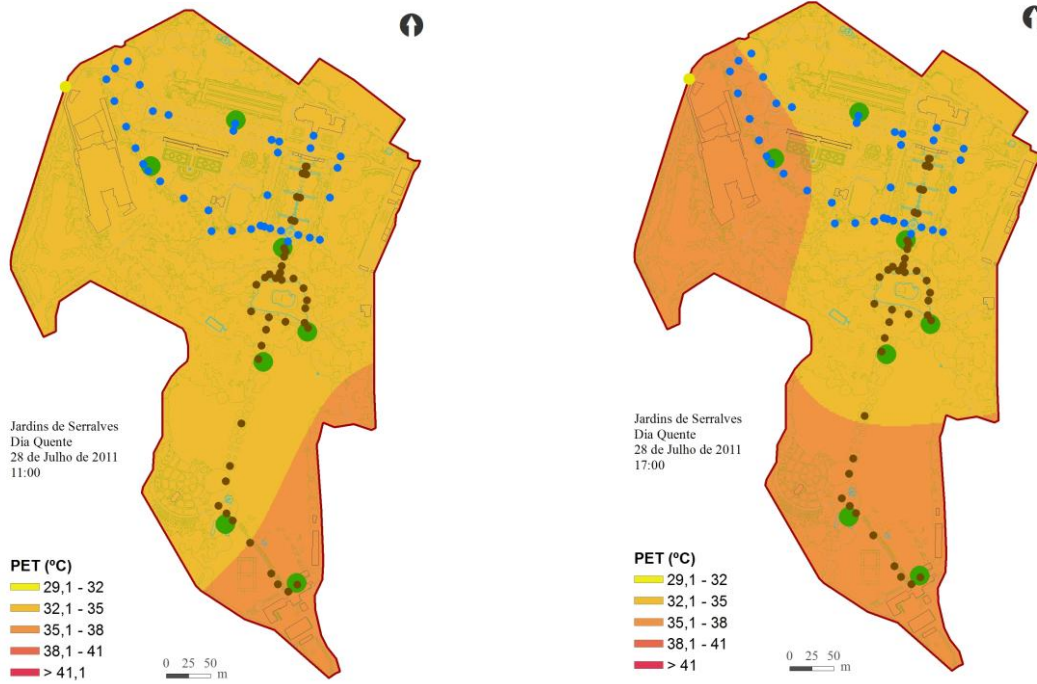 Jardins de Serralves
Dia Quente
28 de Julho de 2011
11:00
PET (ºC)
29,1 - 32
32,1 - 35
35,1 - 38
38,1 - 41
> 41,1
0 25 50
m
Jardins de Serralves
Dia Quente
28 de Julho de 2011
17:00
PET (ºC)
29,1 - 32
32,1 - 35
35,1 - 38
38,1 - 41
> 41
0 25 50
m